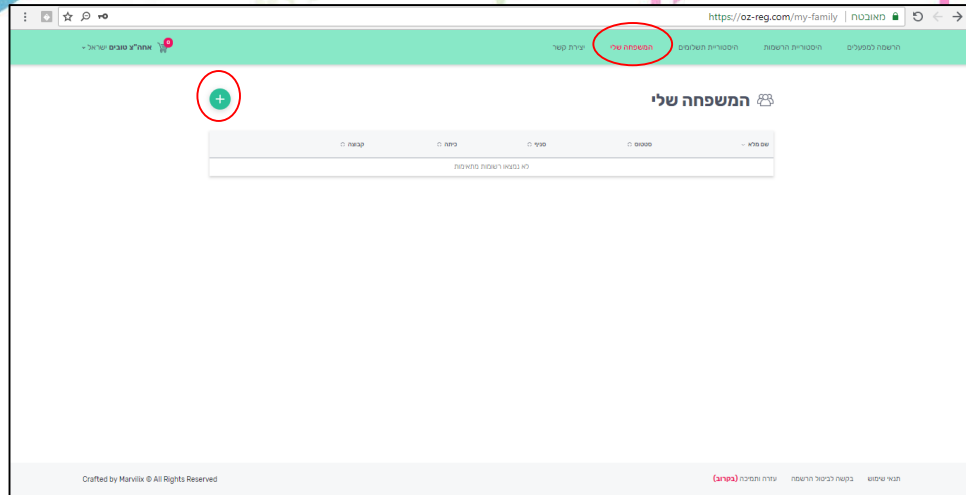 https://oz-reg.com/my-family | מאובטח
הרשמה למפעלים היסטוריית הרשמות היסטוריית תשלומים המשפחה שלי יצירת קשר
0 אחה"צ טובים ישראל
המשפחה שלי
שם מלא סטטוס סניף כיתה קבוצה
לא נמצאו רשומות מתאימות
תנאי שימוש בקשה לביטול הרשמה עזרה ותמיכה (בקרוב)
Crafted by Marvilix © All Rights Reserved